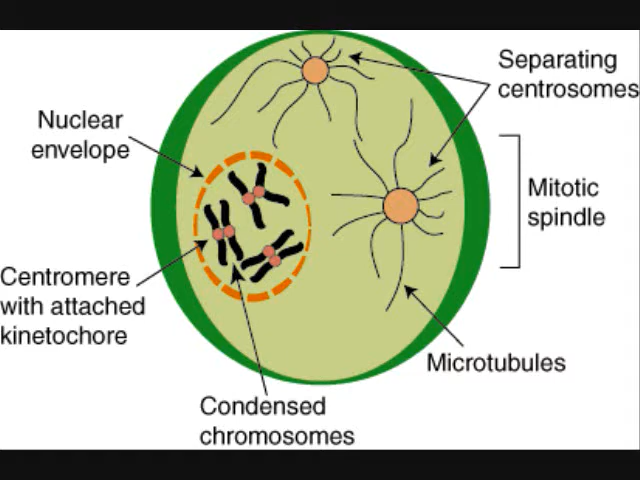 Separating
centrosomes
Nuclear
envelope
Mitotic
spindle
Centromere
with attached
kinetochore
Microtubules
Condensed
chromosomes